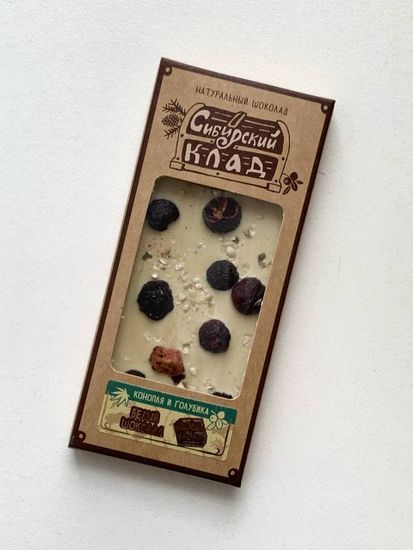 НАТУРАЛЬНЫЙ ШОКОЛАД
СИБИРСКИЙ
КЛАД
КОНОПЛЯ И ГОЛУБИКА
БЕЛЫЙ
ШОКОЛАД